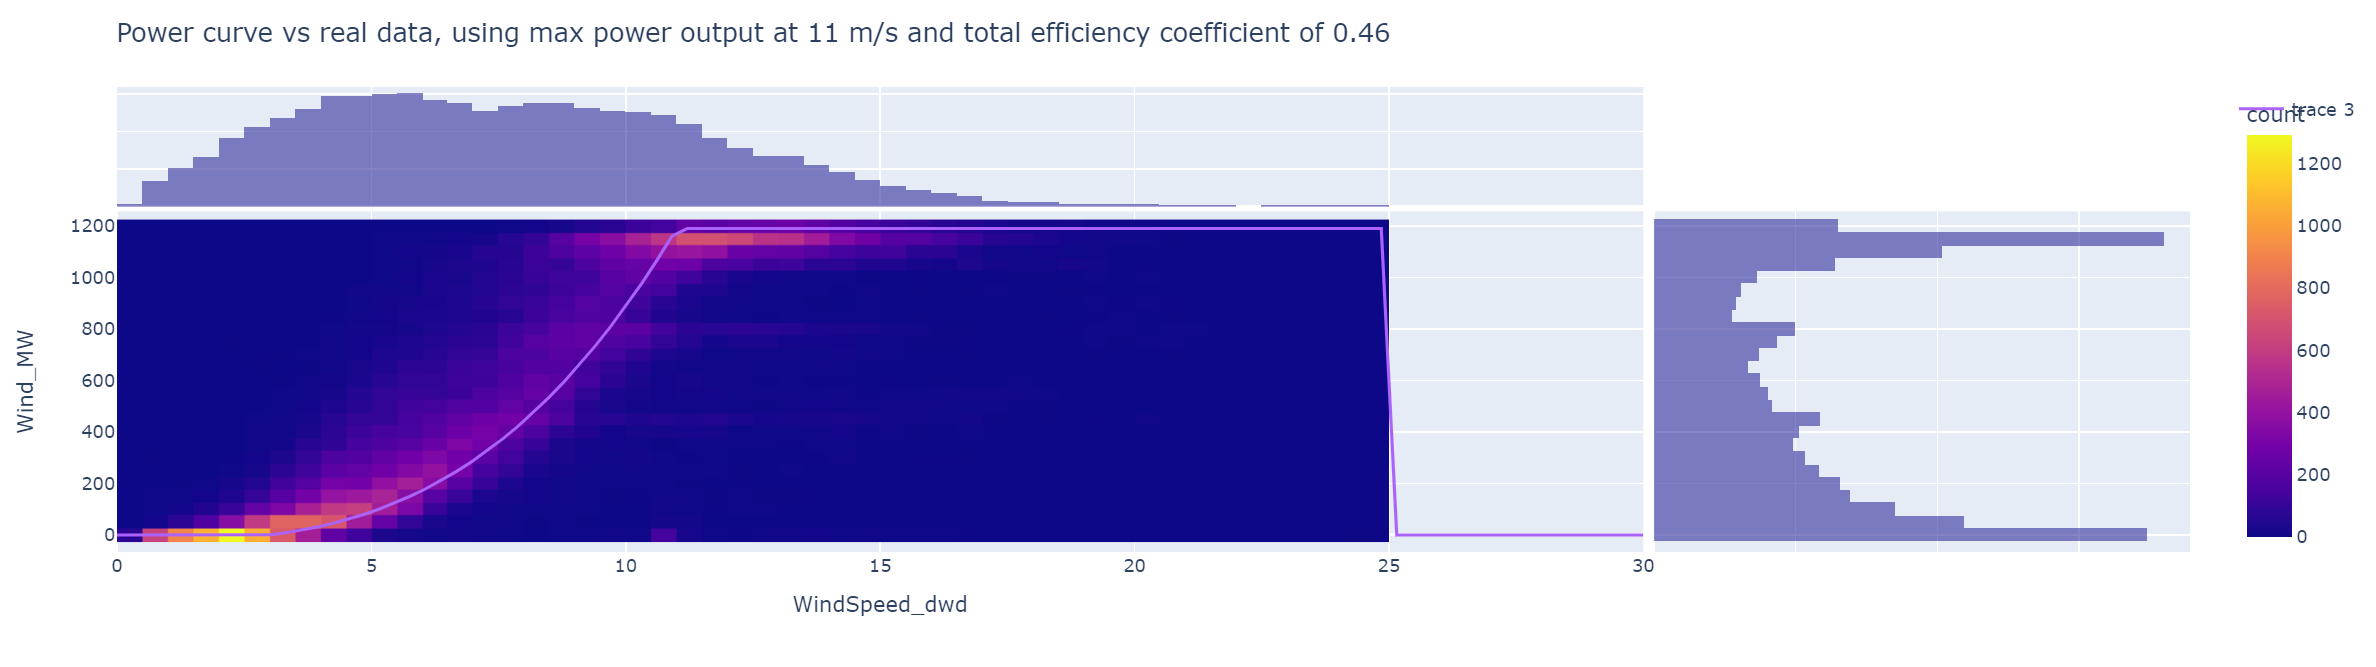 Power curve vs real data, using max power output at 11 m/s and total efficiency coefficient of 0.46
trace 3
count
1200
1000
800
600
400
200
0
Wind_MW
1200
1000
800
600
400
200
0
0 5 10 15 20 25 30
WindSpeed_dwd